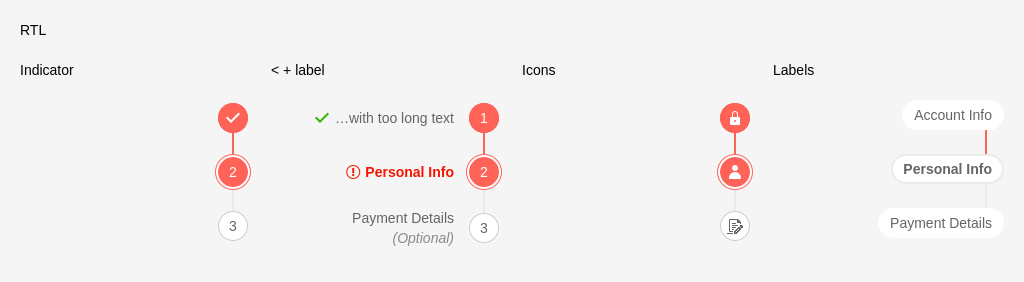 RTL
Indicator
< + label
Icons
Labels
2
3
…with too long text
1
Personal Info
2
Payment Details
(Optional)
3
Account Info
Personal Info
Payment Details